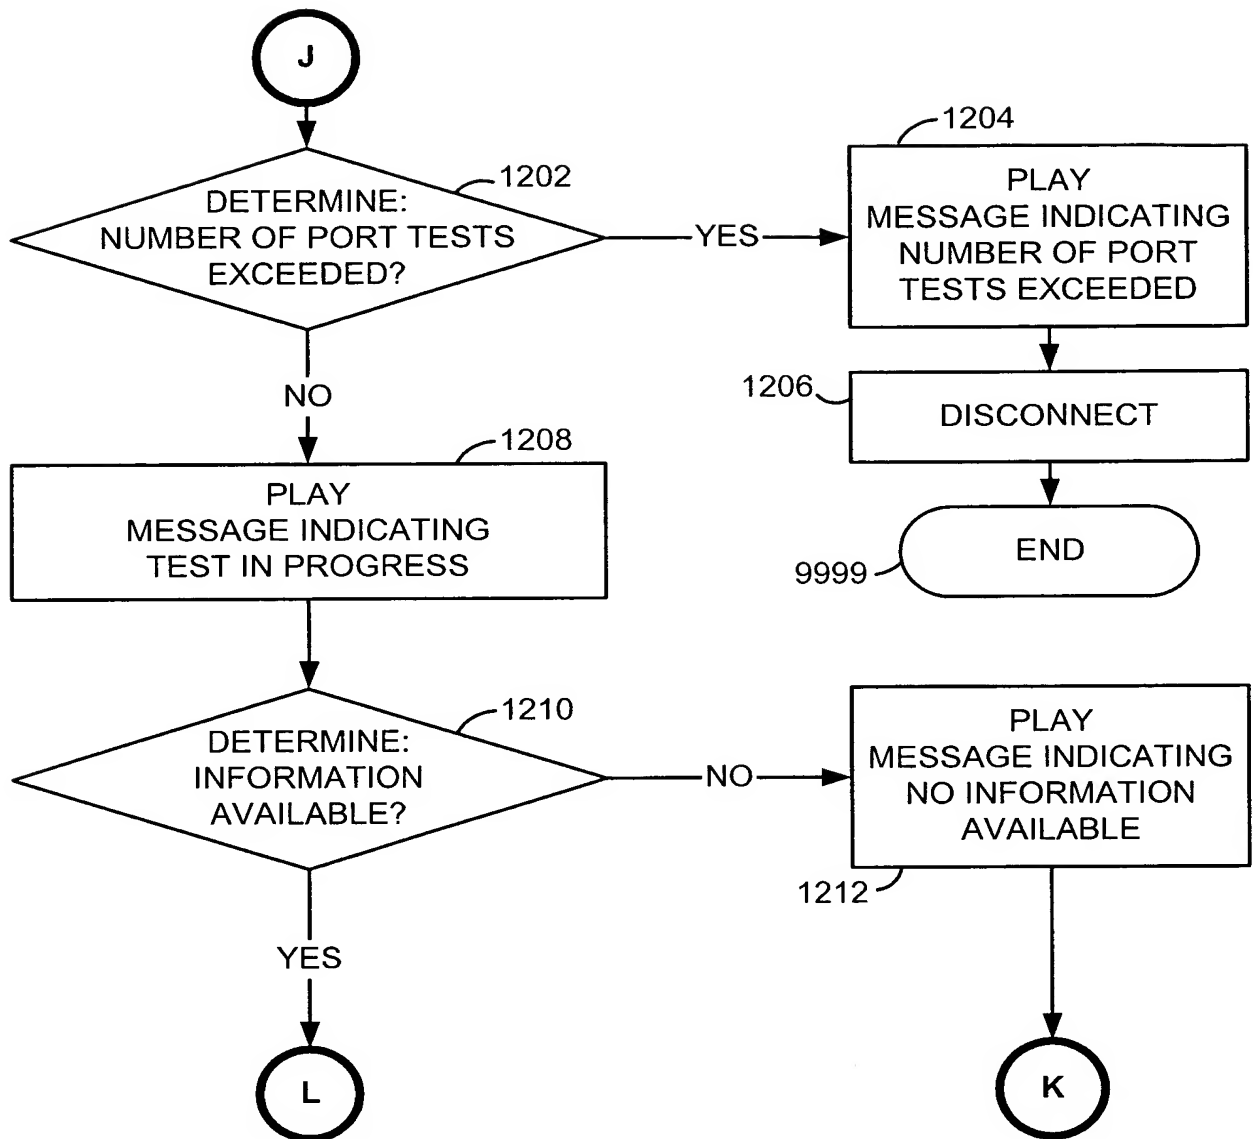 J
1202
DETERMINE:
NUMBER OF PORT TESTS
EXCEEDED?
YES
1204
PLAY
MESSAGE INDICATING
NUMBER OF PORT
TESTS EXCEEDED
1206
DISCONNECT
END
9999
NO
1208
PLAY
MESSAGE INDICATING
TEST IN PROGRESS
1210
DETERMINE:
INFORMATION
AVAILABLE?
NO
PLAY
MESSAGE INDICATING
NO INFORMATION
AVAILABLE
1212
YES
L
K